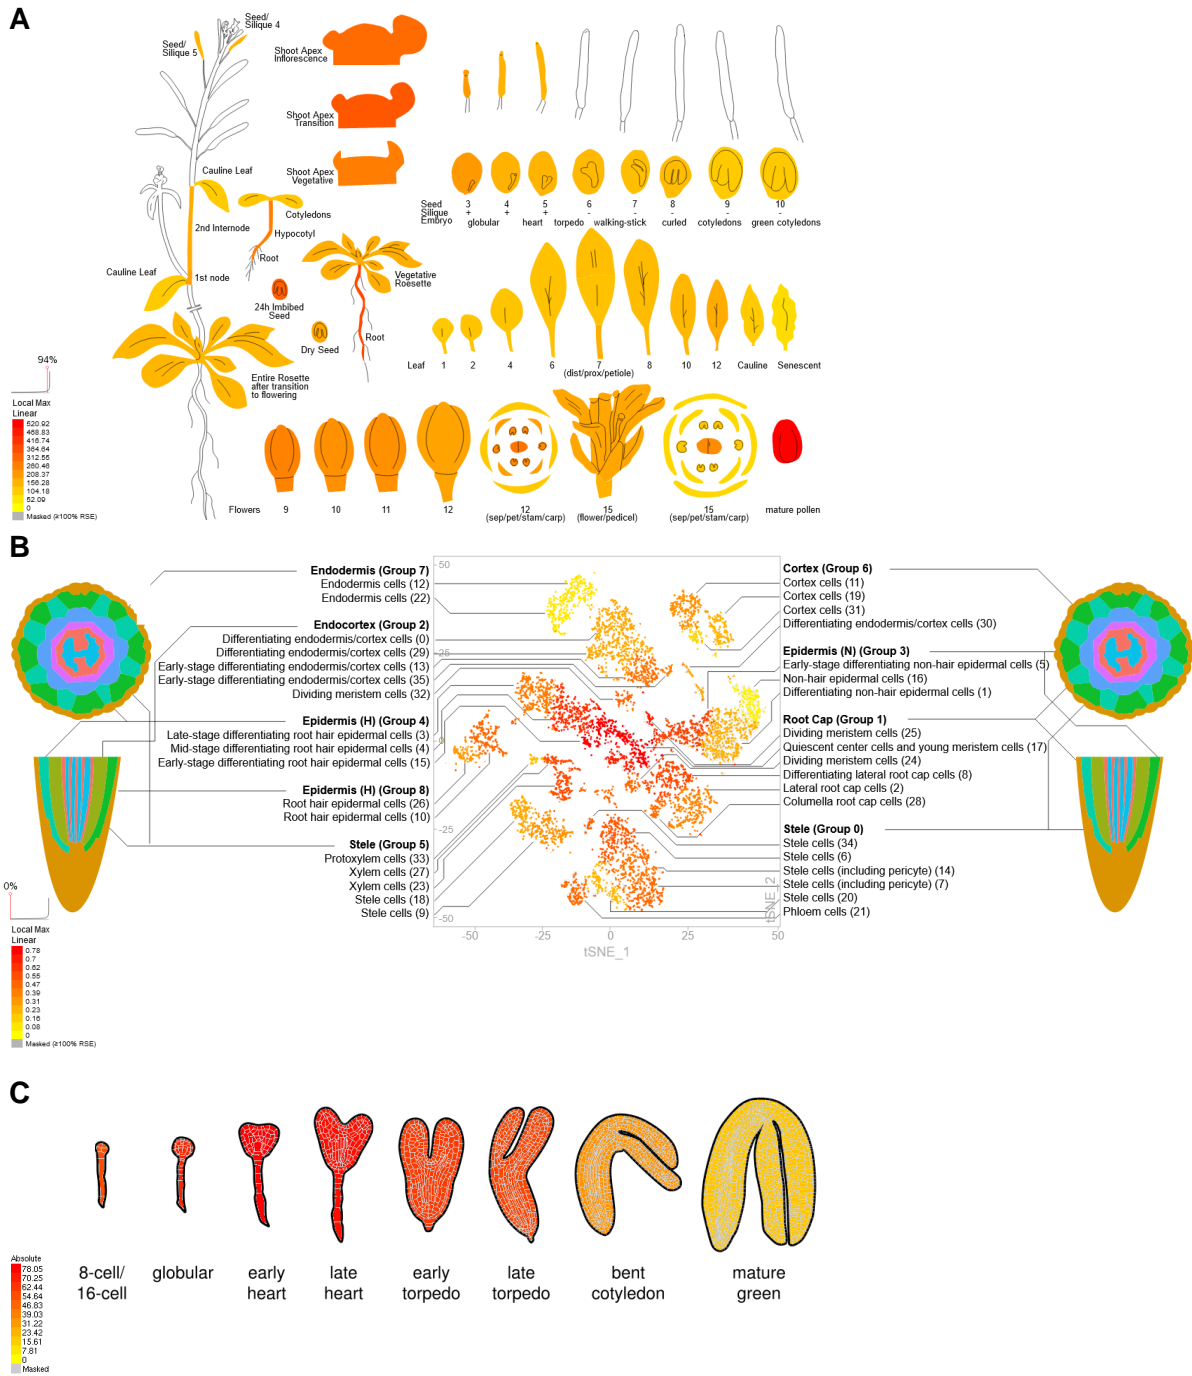 A
Seed/
Silique 4
Seed/
Silique 5
Shoot Apex
Inflorescence
Shoot Apex
Transition
Shoot Apex
Vegetative
Cauline Leaf
Cotyledons
2nd Internode
Hypocotyl
Root
Cauline Leaf
1st node
Vegetative
Roesette
24h Imbibed
Seed
Root
Dry Seed
Entire Rosette
after transition
to flowering
Seed 3 4 5 6 7 8 9 10
Silique + + + - - - - -
Embryo globular heart torpedo walking-stick curled cotyledons green cotyledons
Leaf 1 2 4 6 7 8 10 12 Cauline Senescent
(dist/prox/petiole)
94%
Local Max
Linear
520.92
468.83
416.74
364.64
312.55
260.46
208.37
156.28
104.18
52.09
0
Masked (≥100% RSE)
Flowers 9 10 11 12 12 15 15 mature pollen
(sep/pet/stam/carp) (flower/pedicel) (sep/pet/stam/carp)
B
Endodermis (Group 7)
Endodermis cells (12)
Endodermis cells (22)
Endocortex (Group 2)
Differentiating endodermis/cortex cells (0)
Differentiating endodermis/cortex cells (29)
Early-stage differentiating endodermis/cortex cells (13)
Early-stage differentiating endodermis/cortex cells (35)
Dividing meristem cells (32)
Epidermis (H) (Group 4)
Late-stage differentiating root hair epidermal cells (3)
Mid-stage differentiating root hair epidermal cells (4)
Early-stage differentiating root hair epidermal cells (15)
Epidermis (H) (Group 8)
Root hair epidermal cells (26)
Root hair epidermal cells (10)
Stele (Group 5)
Protoxylem cells (33)
Xylem cells (27)
Xylem cells (23)
Stele cells (18)
Stele cells (9)
50
25
0
-25
-50
-50 -25 0 25 50
tSNE_1
tSNE_2
Cortex (Group 6)
Cortex cells (11)
Cortex cells (19)
Cortex cells (31)
Differentiating endodermis/cortex cells (30)
Epidermis (N) (Group 3)
Early-stage differentiating non-hair epidermal cells (5)
Non-hair epidermal cells (16)
Differentiating non-hair epidermal cells (1)
Root Cap (Group 1)
Dividing meristem cells (25)
Quiescent center cells and young meristem cells (17)
Dividing meristem cells (24)
Differentiating lateral root cap cells (8)
Lateral root cap cells (2)
Columella root cap cells (28)
Stele (Group 0)
Stele cells (34)
Stele cells (6)
Stele cells (including pericyte) (14)
Stele cells (including pericyte) (7)
Stele cells (20)
Phloem cells (21)
0%
Local Max
Linear
0.78
0.7
0.62
0.55
0.47
0.39
0.31
0.23
0.16
0.08
0
Masked (≥100% RSE)
C
Absolute
78.05
70.25
62.44
54.64
46.83
39.03
31.22
23.42
15.61
7.81
0
Masked
8-cell/
16-cell
globular
early
heart
late
heart
early
torpedo
late
torpedo
bent
cotyledon
mature
green